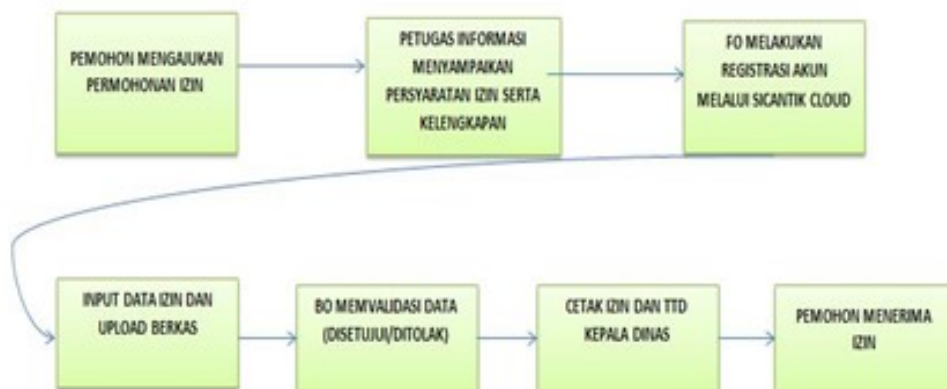 PEMOHON MENGAJUKAN
PERMOHONAN IZIN
PETUGAS INFORMASI
MENYAMPAIKAN
PERSYARATAN IZIN SERTA
KELENGKAPAN
FO MELAKUKAN
REGISTRASI AKUN
MELALUI SICANTIK CLOUD
INPUT DATA IZIN DAN
UPLOAD BERKAS
BO MEMVALIDASI DATA
(DISETUJUI/DITOLAK)
CETAK IZIN DAN TTD
KEPALA DINAS
PEMOHON MENERIMA
IZIN